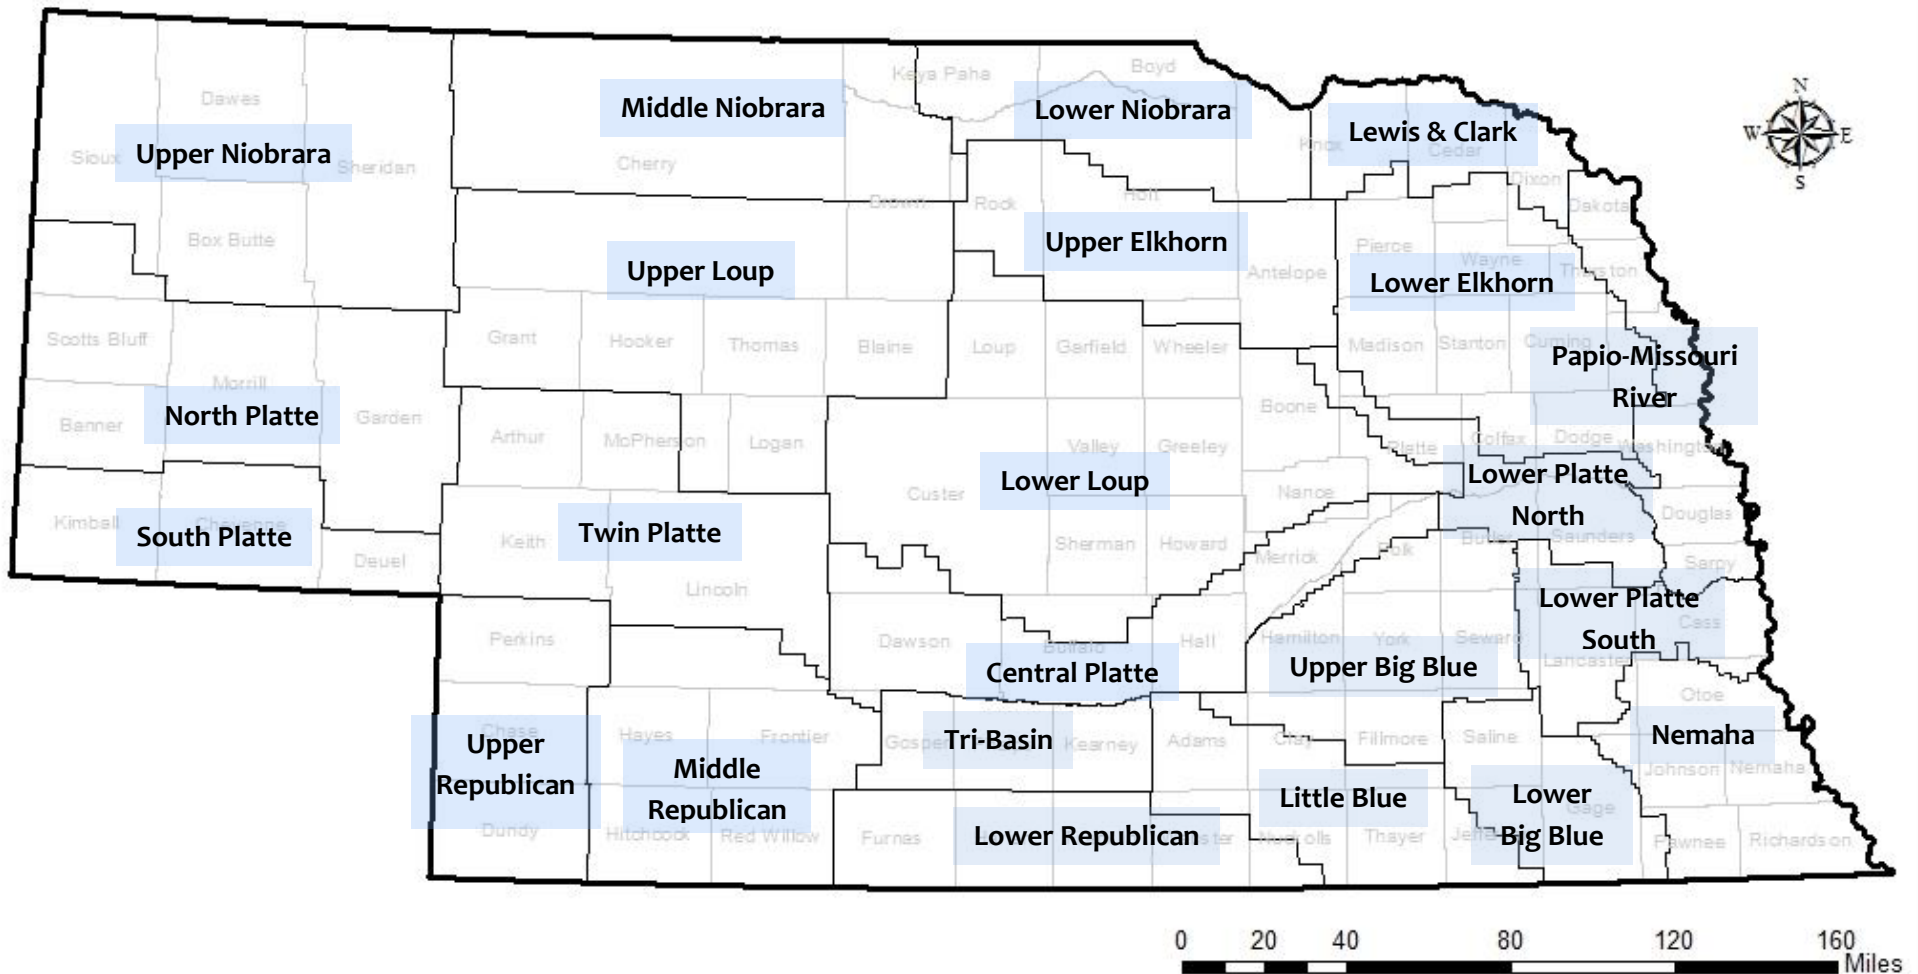 Keya Paha
Boyd
Dawes
Middle Niobrara
Lower Niobrara
N
W
E
S
Lewis & Clark
Knox
Cedar
Sioux
Upper Niobrara
Sheridan
Cherry
Dixon
Brown
Rock
Holt
Dakota
Box Butte
Upper Elkhorn
Pierce
Wayne
Thurston
Upper Loup
Antelope
Lower Elkhorn
Scotts Bluff
Grant
Hooker
Thomas
Blaine
Loup
Garfield
Wheeler
Madison
Stanton
Cuming
Papio-Missouri
River
Morrill
North Platte
Garden
Banner
Arthur
McPherson
Logan
Valley
Greeley
Boone
Platte
Colfax
Dodge
Washington
Lower Loup
Custer
Nance
Lower Platte
North
Kimball
Cheyenne
South Platte
Deuel
Keith
Twin Platte
Lincoln
Sherman
Howard
Merrick
Polk
Butler
Saunders
Douglas
Sarpy
Lower Platte
South
Cass
Perkins
Dawson
Buffalo
Hall
Hamilton
York
Seward
Lancaster
Central Platte
Upper Big Blue
Otoe
Chase
Upper
Republican
Hayes
Frontier
Middle
Republican
Gosper
Tri-Basin
Kearney
Adams
Clay
Fillmore
Saline
Nemaha
Johnson
Nemaha
Little Blue
Lower
Big Blue
Gage
Dundy
Hitchcock
Red Willow
Furnas
Lower Republican
ster
Nuckolls
Thayer
Jeff
Pawnee
Richardson
0 20 40 80 120 160
Miles